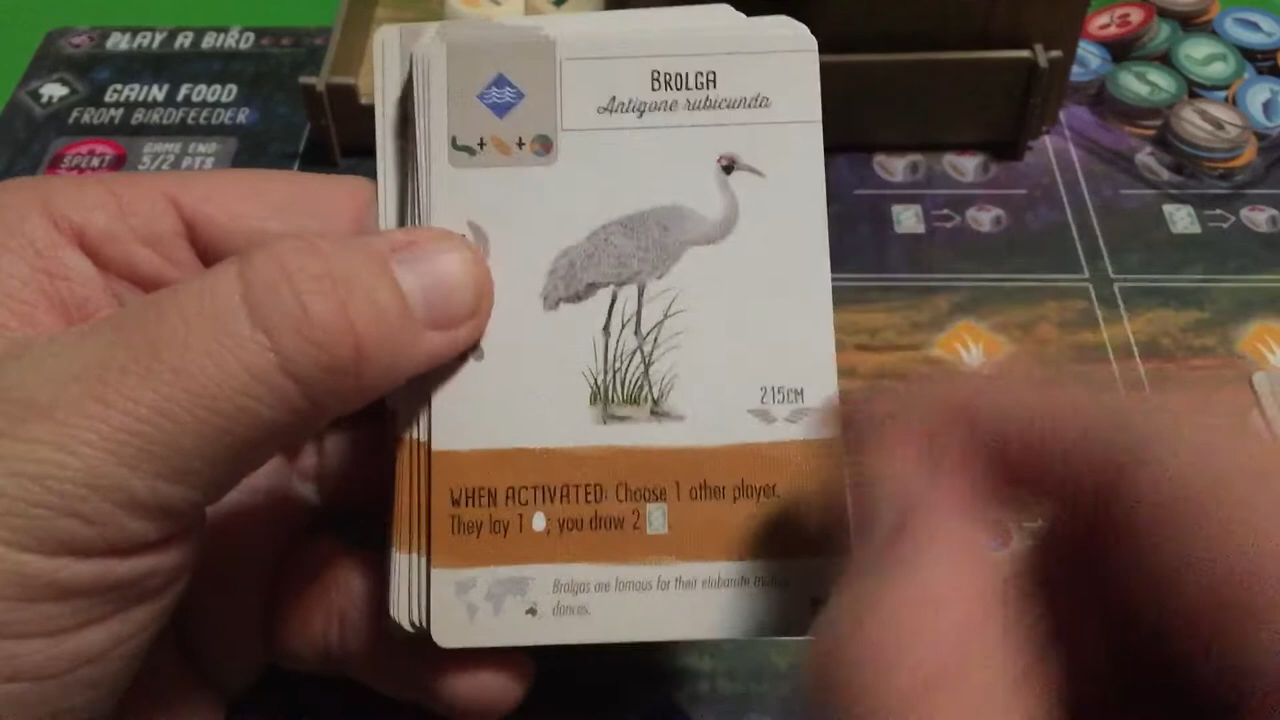 PLAY A BIRD
GAIN FOOD
FROM BIRDFEEDER
SPENT
GAME END:
5/2 PTS
BROLGA
Antigone rubicunda
+ +
215CM
WHEN ACTIVATED: Choose 1 other player.
They lay 1 ; you draw 2 .
Brolgas are famous for their elaborate
dances.